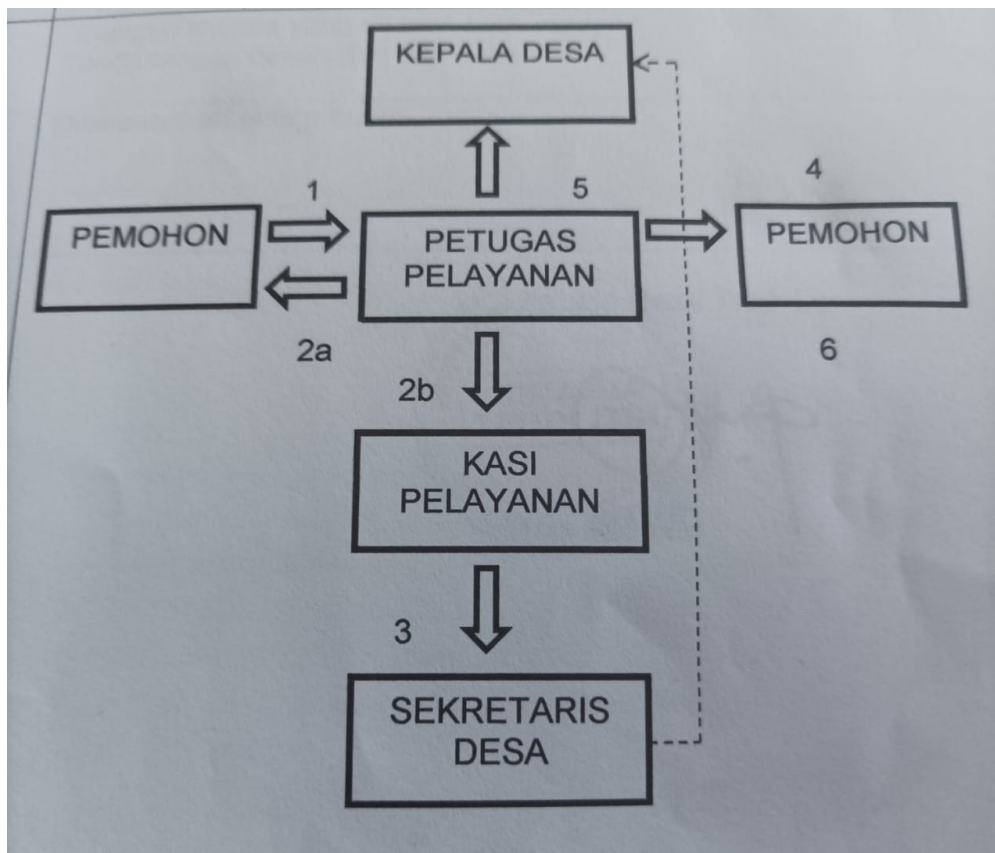 KEPALA DESA
1
5
4
PEMOHON
PETUGAS
PELAYANAN
PEMOHON
2a
6
2b
KASI
PELAYANAN
3
SEKRETARIS
DESA